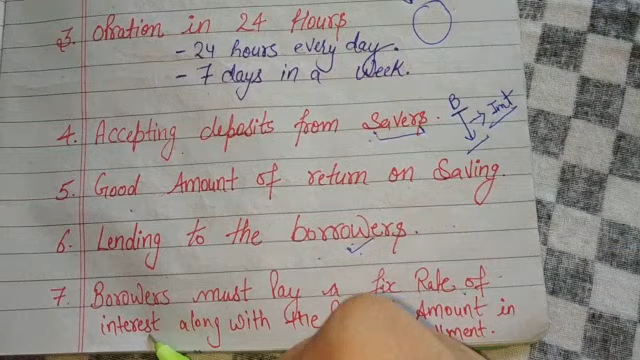 3. Oration in 24 Hours
- 24 hours every day.
- 7 days in a Week.
4. Accepting deposits from Savers.
B → Int
5. Good Amount of return on Saving.
6. Lending to the borrowers.
7. Borowers must Pay a fix Rate of
interest along with the Amount in